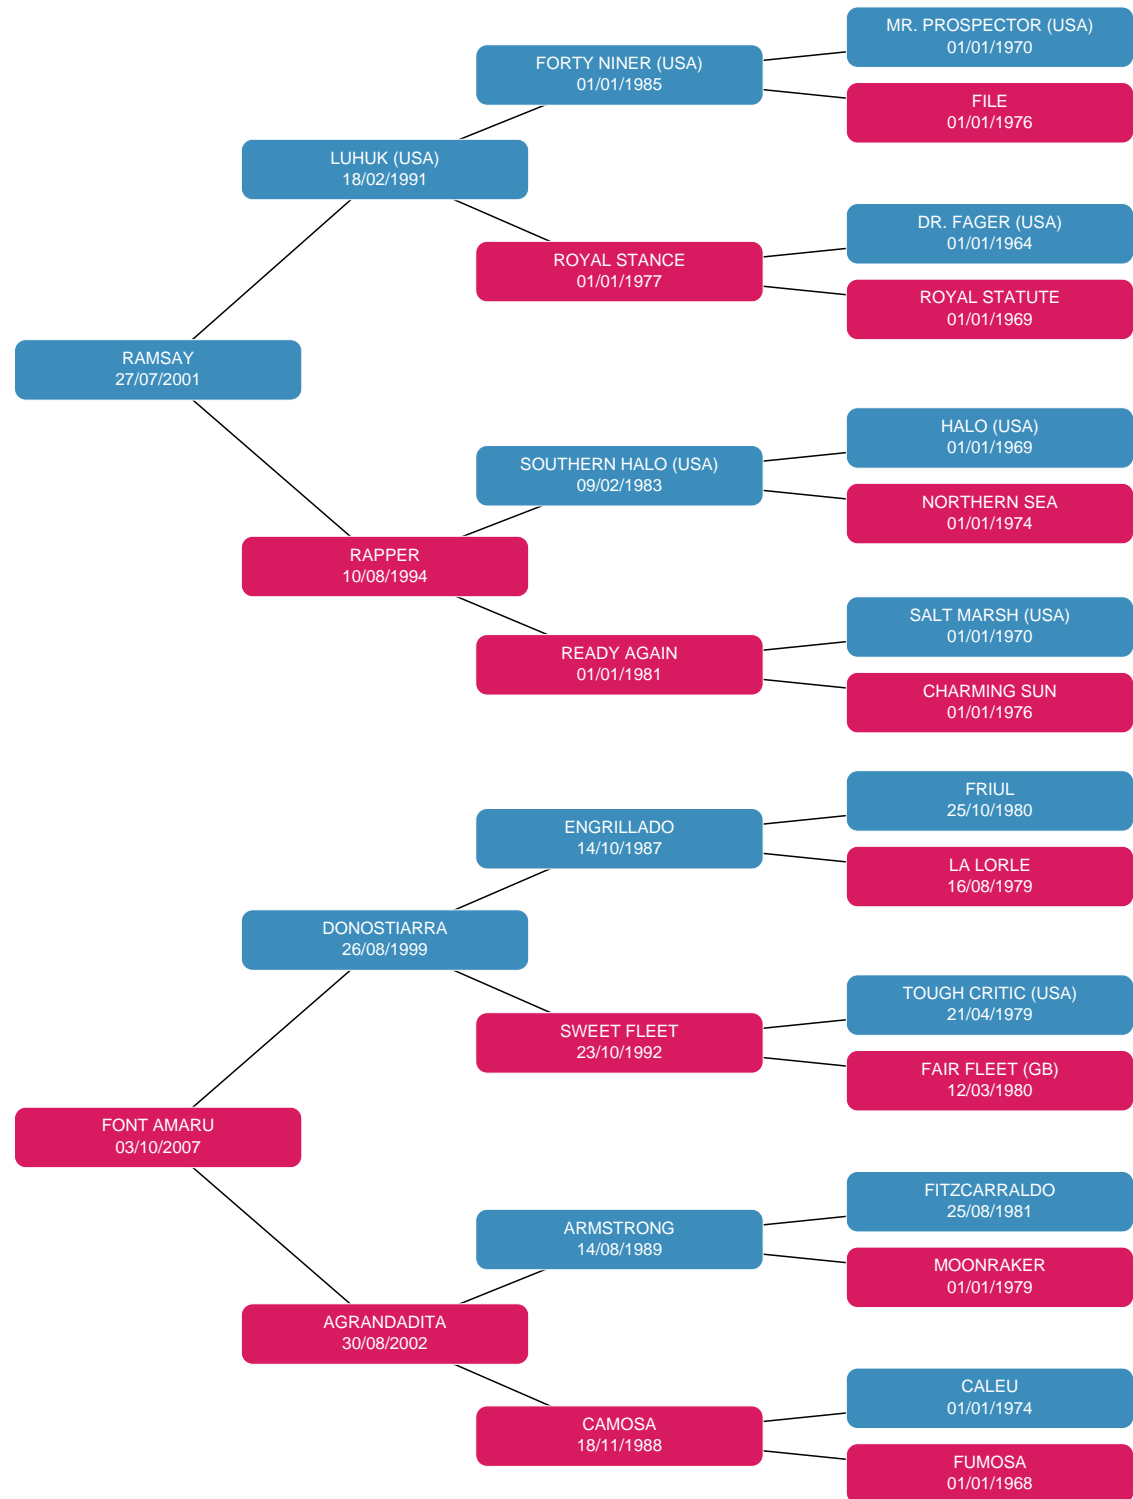 MR. PROSPECTOR (USA)
01/01/1970
FORTY NINER (USA)
01/01/1985
FILE
01/01/1976
LUHUK (USA)
18/02/1991
DR. FAGER (USA)
01/01/1964
ROYAL STANCE
01/01/1977
ROYAL STATUTE
01/01/1969
RAMSAY
27/07/2001
HALO (USA)
01/01/1969
SOUTHERN HALO (USA)
09/02/1983
NORTHERN SEA
01/01/1974
RAPPER
10/08/1994
SALT MARSH (USA)
01/01/1970
READY AGAIN
01/01/1981
CHARMING SUN
01/01/1976
FRIUL
25/10/1980
ENGRILLADO
14/10/1987
LA LORLE
16/08/1979
DONOSTIARRA
26/08/1999
TOUGH CRITIC (USA)
21/04/1979
SWEET FLEET
23/10/1992
FAIR FLEET (GB)
12/03/1980
FONT AMARU
03/10/2007
FITZCARRALDO
25/08/1981
ARMSTRONG
14/08/1989
MOONRAKER
01/01/1979
AGRANDADITA
30/08/2002
CALEU
01/01/1974
CAMOSA
18/11/1988
FUMOSA
01/01/1968